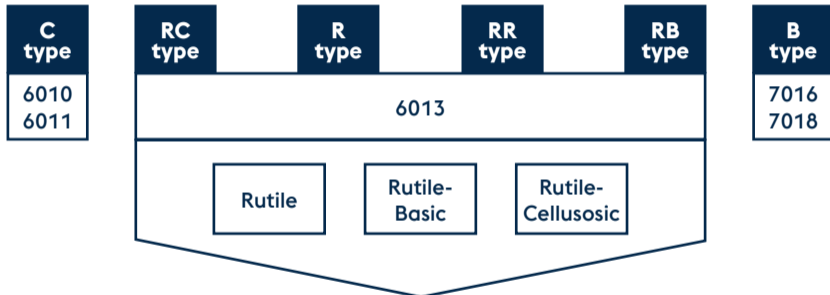 C
type
RC
type
R
type
RR
type
RB
type
B
type
6010
6011
6013
7016
7018
Rutile
Rutile-
Basic
Rutile-
Cellusosic